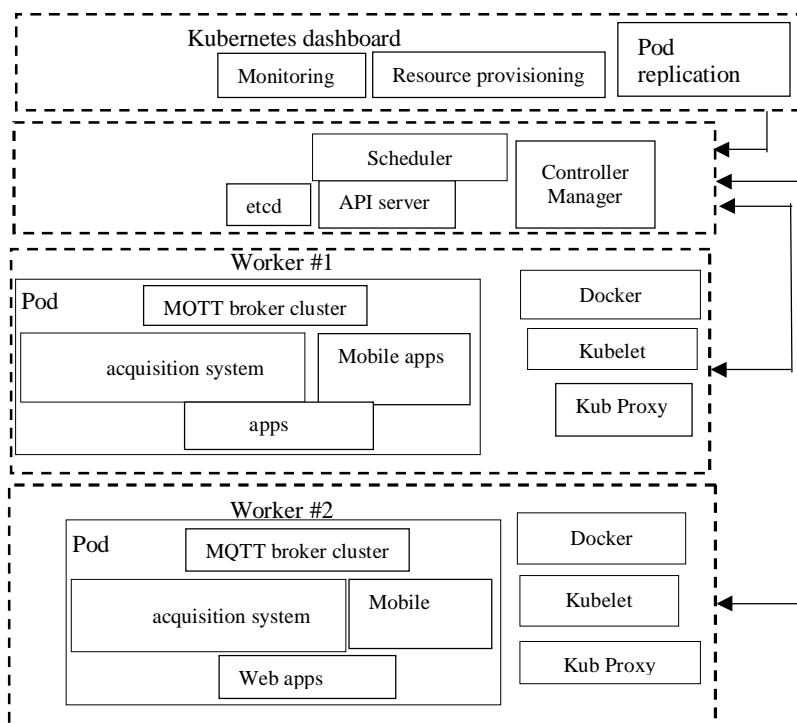 Kubernetes dashboard
Monitoring
Resource provisioning
Pod
replication
Scheduler
etcd
API server
Controller
Manager
Worker #1
Pod
MQTT broker cluster
acquisition system
Mobile apps
apps
Docker
Kubelet
Kub Proxy
Worker #2
Pod
MQTT broker cluster
acquisition system
Mobile
Web apps
Docker
Kubelet
Kub Proxy